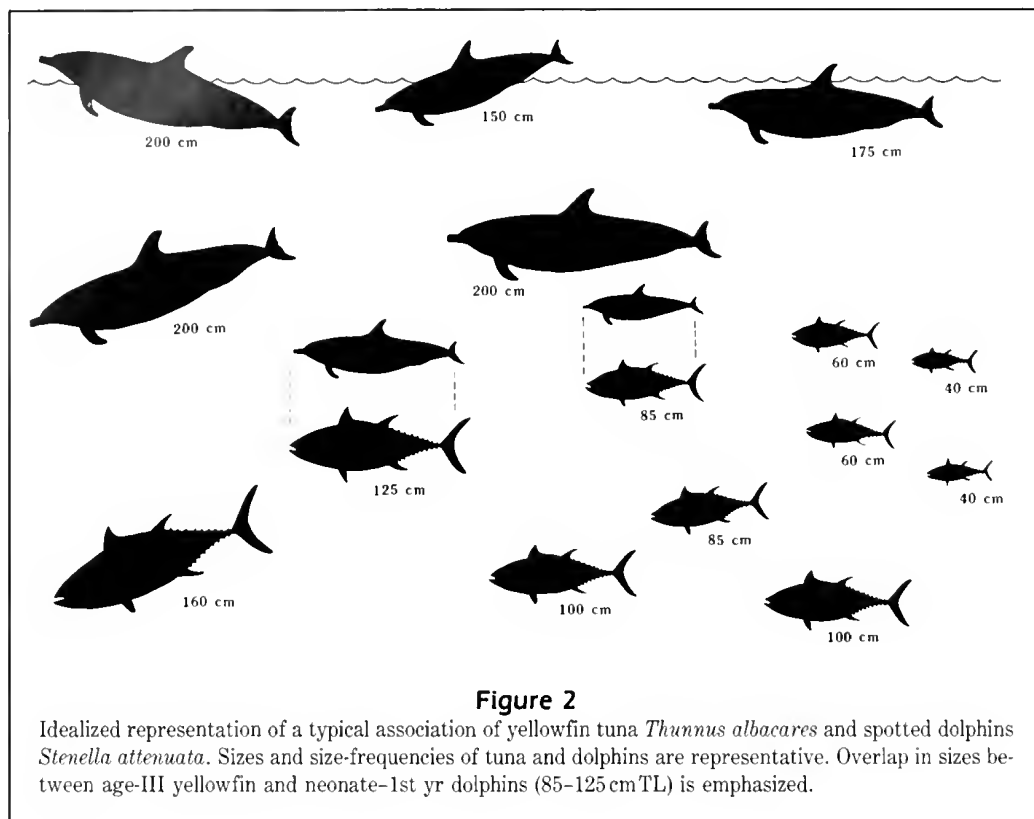 200 cm
150 cm
175 cm
200 cm
200 cm
60 cm
40 cm
85 cm
60 cm
40 cm
125 cm
85 cm
160 cm
100 cm
100 cm
Figure 2
Idealized representation of a typical association of yellowfin tuna Thunnus albacares and spotted dolphins
Stenella attenuata. Sizes and size-frequencies of tuna and dolphins are representative. Overlap in sizes be-
tween age-III yellowfin and neonate–1st yr dolphins (85–125 cm TL) is emphasized.